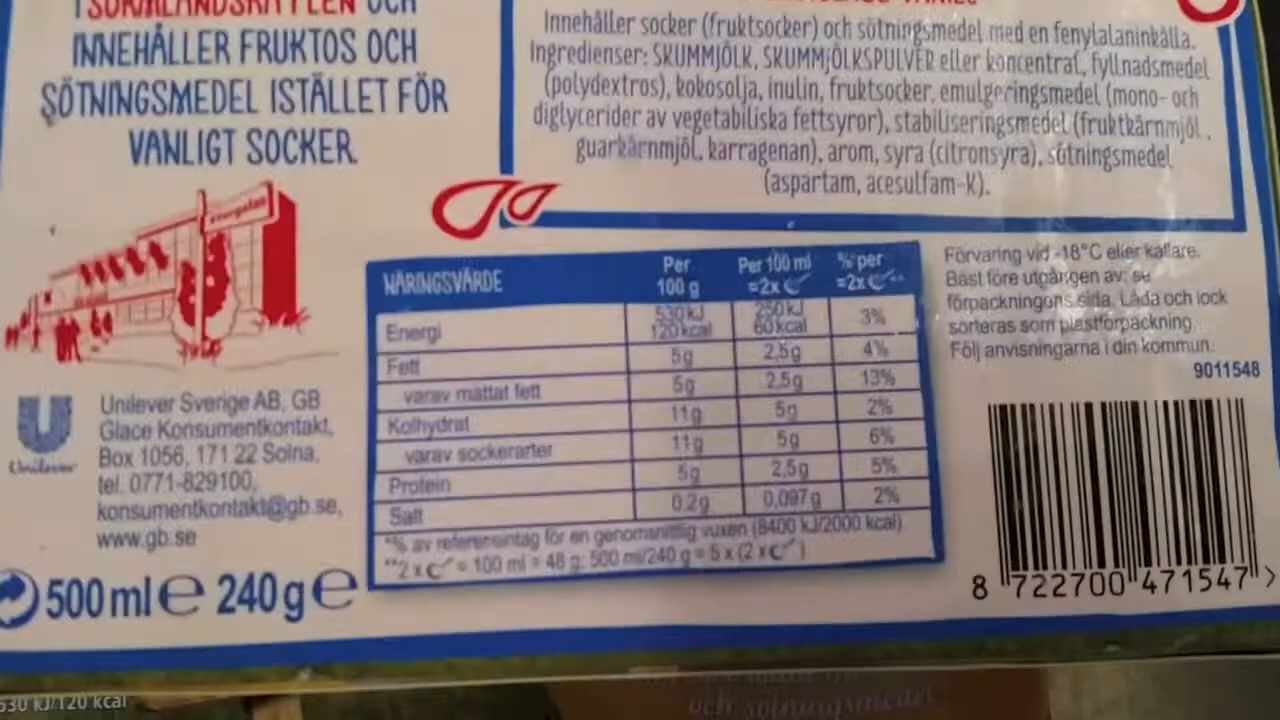 INNEHÅLLER FRUKTOS OCH
SÖTNINGSMEDEL ISTÄLLET FÖR
VANLIGT SOCKER.
Innehåller socker (fruktsocker) och sötningsmedel med en fenylalaninkälla.
Ingredienser: SKUMMJÖLK, SKUMMJÖLKSPULVER eller koncentrat, fyllnadsmedel
(polydextros), kokosolja, inulin, fruktsocker, emulgeringsmedel (mono- och
diglycerider av vegetabiliska fettsyror), stabiliseringsmedel (fruktkärnmjöl,
guarkärnmjöl, karragenan), arom, syra (citronsyra), sötningsmedel
(aspartam, acesulfam-K).
NÄRINGSVÄRDE Per 100 g Per 100 ml =2x % per =2x **
Energi 530 kJ 120 kcal 250 kJ 60 kcal 3%
Fett 5g 2,5g 4%
varav mättat fett 5g 2,5g 13%
Kolhydrat 11g 5g 2%
varav sockerarter 11g 5g 6%
Protein 5g 2,5g 5%
Salt 0,2g 0,097g 2%
*% av referensintag för en genomsnittlig vuxen (8400 kJ/2000 kcal)
**2 x = 100 ml = 48 g; 500 ml/240 g = 5 x (2 x )
Förvaring vid -18°C eller kallare.
Bäst före utgången av: se
förpackningens sida. Låda och lock
sorteras som plastförpackning.
Följ anvisningarna i din kommun.
9011548
8 722700 471547 >
Unilever
Unilever Sverige AB, GB
Glace Konsumentkontakt,
Box 1056, 171 22 Solna,
tel. 0771-829100,
konsumentkontakt@gb.se,
www.gb.se
500 ml e 240 g e
530 kJ/120 kcal
och sötningsmedel